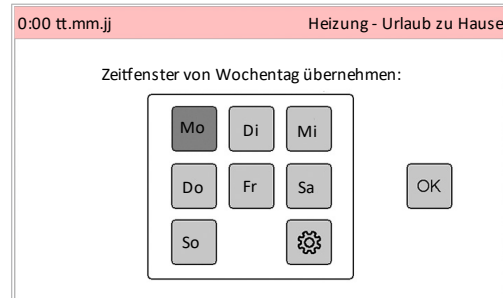 0:00 tt.mm.jj Heizung - Urlaub zu Hause
Zeitfenster von Wochentag übernehmen:
Mo Di Mi
Do Fr Sa OK
So